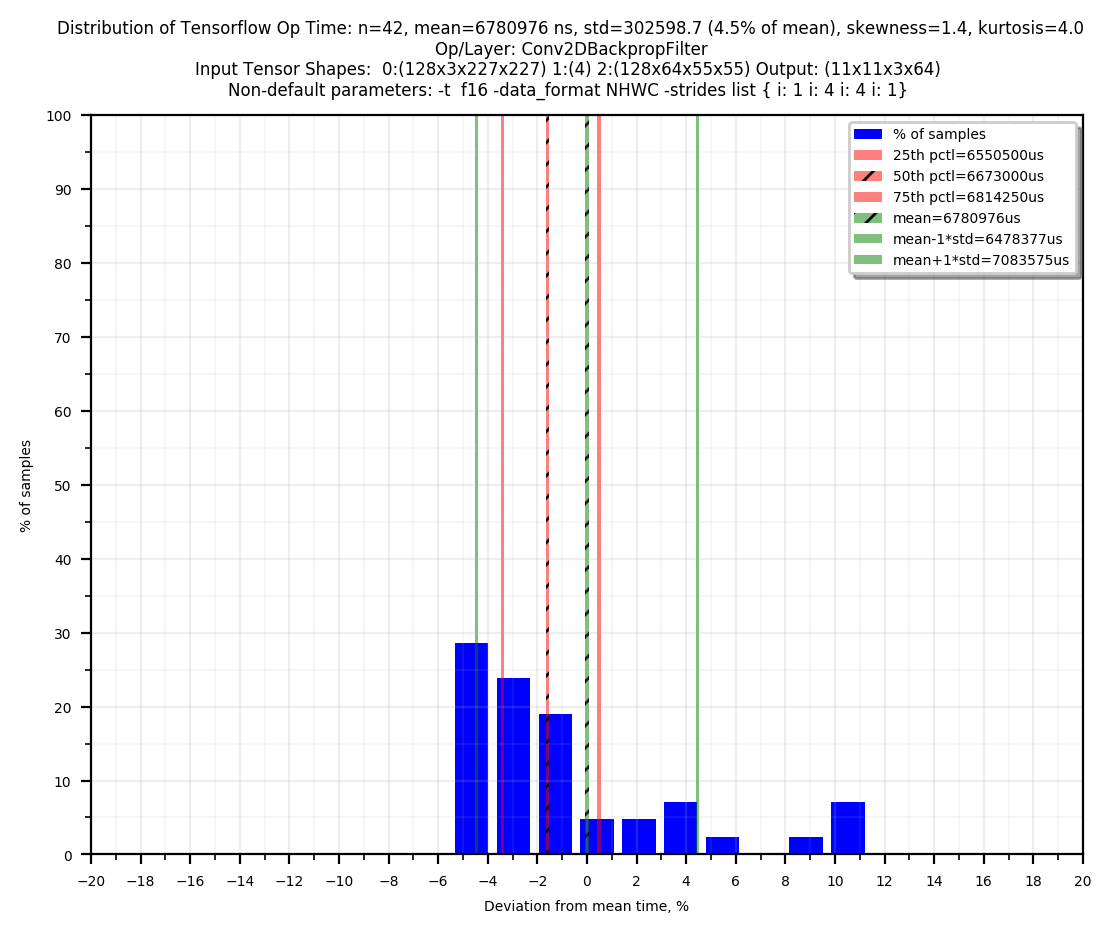 Distribution of Tensorflow Op Time: n=42, mean=6780976 ns, std=302598.7 (4.5% of mean), skewness=1.4, kurtosis=4.0
Op/Layer: Conv2DBackpropFilter
Input Tensor Shapes:  0:(128x3x227x227) 1:(4) 2:(128x64x55x55) Output: (11x11x3x64)
Non-default parameters: -t  f16 -data_format NHWC -strides list { i: 1 i: 4 i: 4 i: 1}
% of samples
25th pctl=6550500us
50th pctl=6673000us
75th pctl=6814250us
mean=6780976us
mean-1*std=6478377us
mean+1*std=7083575us
100
90
80
70
60
50
40
30
20
10
0
% of samples
−20 −18 −16 −14 −12 −10 −8 −6 −4 −2 0 2 4 6 8 10 12 14 16 18 20
Deviation from mean time, %